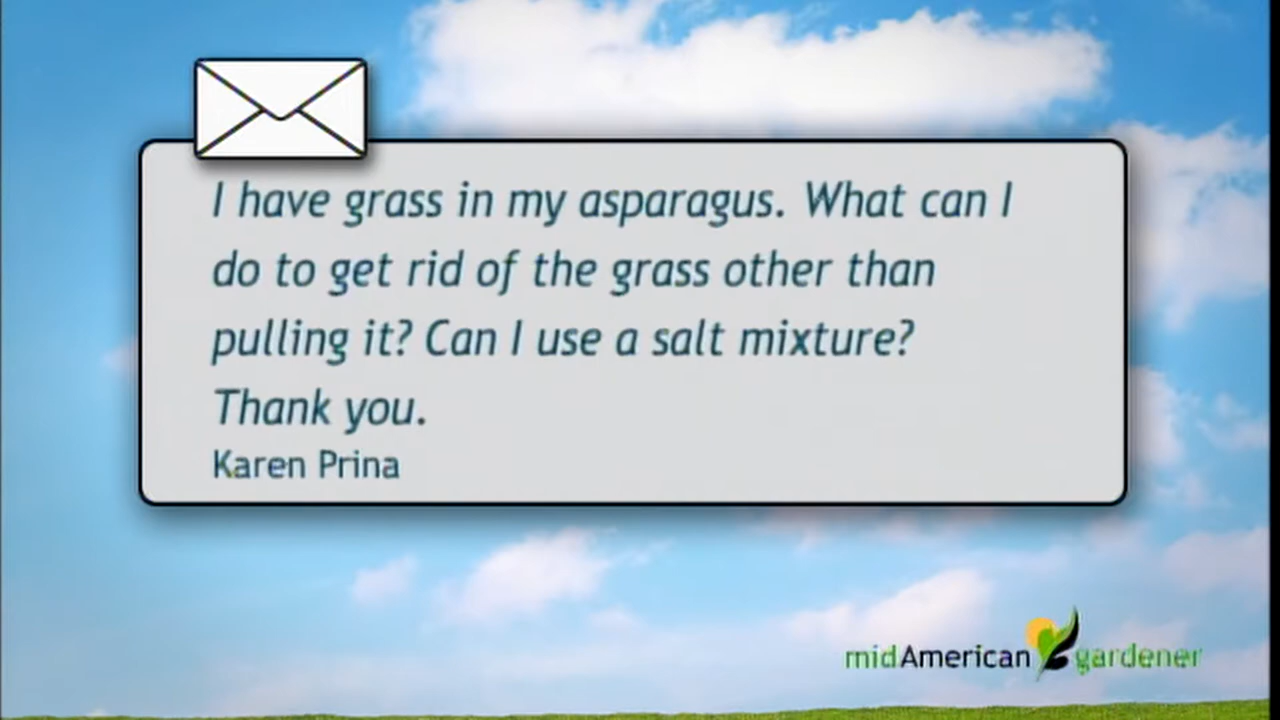 I have grass in my asparagus. What can I
do to get rid of the grass other than
pulling it? Can I use a salt mixture?
Thank you.
Karen Prina
midAmerican gardener